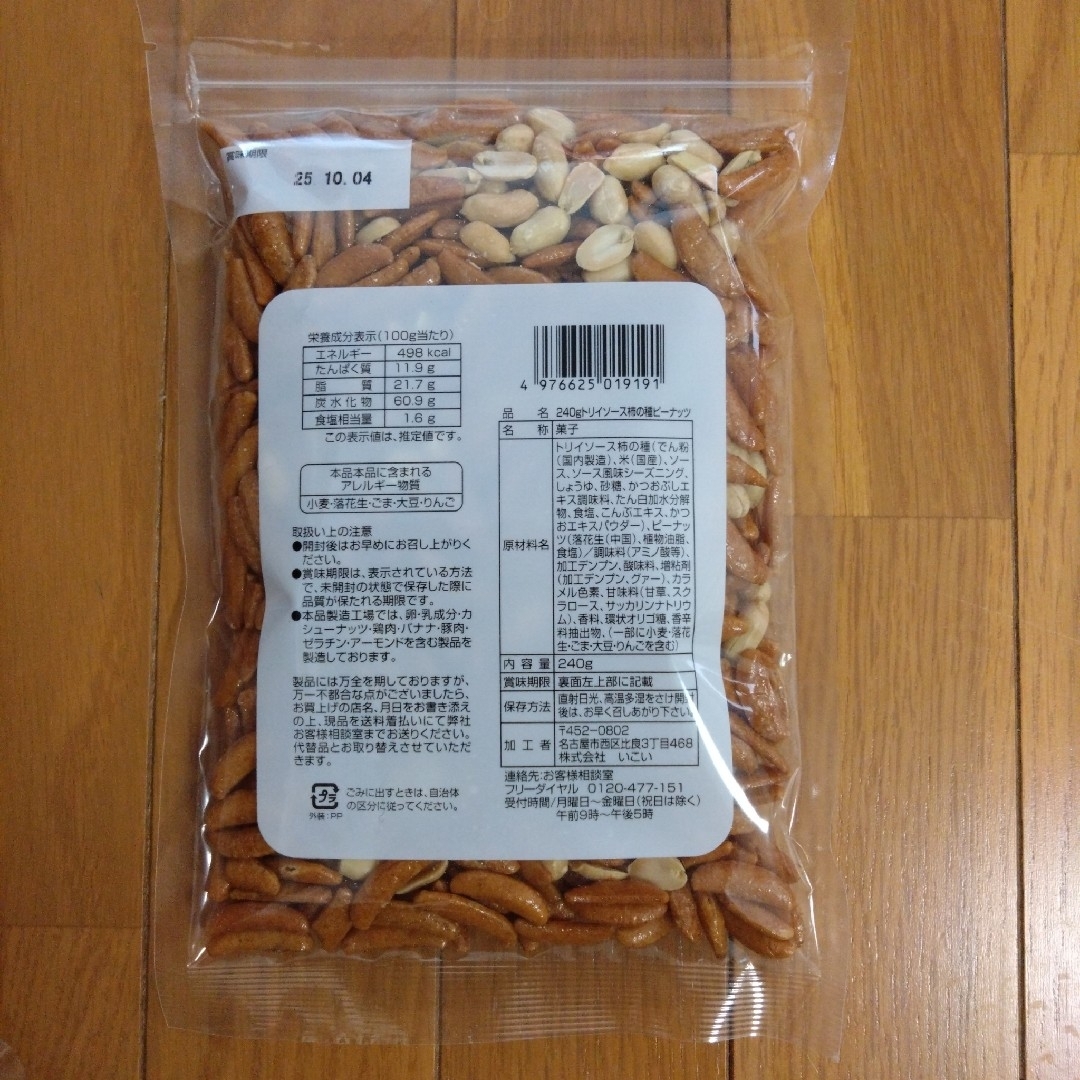 賞味期限
25 10.04
栄養成分表示(100g当たり)
エネルギー 498 kcal
たんぱく質 11.9 g
脂質 21.7 g
炭水化物 60.9 g
食塩相当量 1.6 g
この表示値は、推定値です。
本品本品に含まれる
アレルギー物質
小麦・落花生・ごま・大豆・りんご
取扱い上の注意
●開封後はお早めにお召し上がりく
ださい。
●賞味期限は、表示されている方法
で、未開封の状態で保存した際に
品質が保たれる期限です。
●本品製造工場では、卵・乳成分・カ
シューナッツ・鶏肉・バナナ・豚肉・
ゼラチン・アーモンドを含む製品を
製造しております。
製品には万全を期しておりますが、
万一不都合な点がございましたら、
お買上げの店名、月日をお書き添え
の上、現品を送料着払いにて弊社
お客様相談室までお送りください。
代替品とお取り替えさせていただ
きます。
プラ
外装:PP
ごみに出すときは、自治体
の区分に従ってください。
4 976625 019191
品名 240gトリイソース柿の種ピーナッツ
名称 菓子
原材料名
トリイソース柿の種(でん粉
(国内製造)、米(国産)、ソー
ス、ソース風味シーズニング、
しょうゆ、砂糖、かつおぶしエ
キス調味料、たん白加水分解
物、食塩、こんぶエキス、かつ
おエキスパウダー)、ピーナッ
ツ(落花生(中国)、植物油脂、
食塩)/調味料(アミノ酸等)、
加工デンプン、酸味料、増粘剤
(加工デンプン、グァー)、カラ
メル色素、甘味料(甘草、スク
ラロース、サッカリンナトリウ
ム)、香料、環状オリゴ糖、香辛
料抽出物、(一部に小麦・落花
生・ごま・大豆・りんごを含む)
内容量 240g
賞味期限 裏面左上部に記載
保存方法 直射日光、高温多湿をさけ開封
後は、お早く召しあがり下さい。
加工者
〒452-0802
名古屋市西区比良3丁目468
株式会社 いこい
連絡先:お客様相談室
フリーダイヤル 0120-477-151
受付時間/月曜日~金曜日(祝日は除く)
午前9時~午後5時